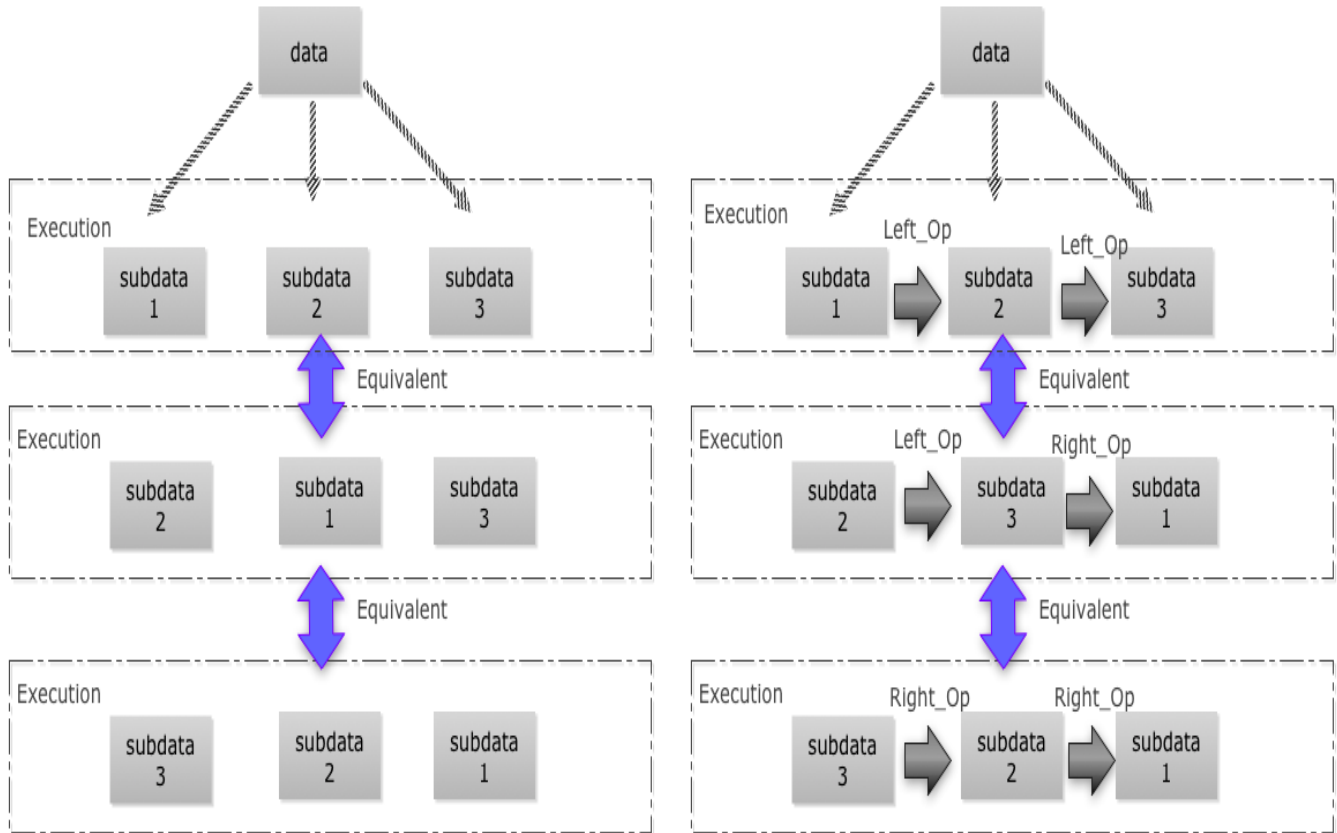 data
Execution
subdata
1
subdata
2
subdata
3
Equivalent
Execution
subdata
2
subdata
1
subdata
3
Equivalent
Execution
subdata
3
subdata
2
subdata
1
data
Execution
Left_Op
Left_Op
subdata
1
subdata
2
subdata
3
Equivalent
Execution
Left_Op
Right_Op
subdata
2
subdata
3
subdata
1
Equivalent
Execution
Right_Op
Right_Op
subdata
3
subdata
2
subdata
1